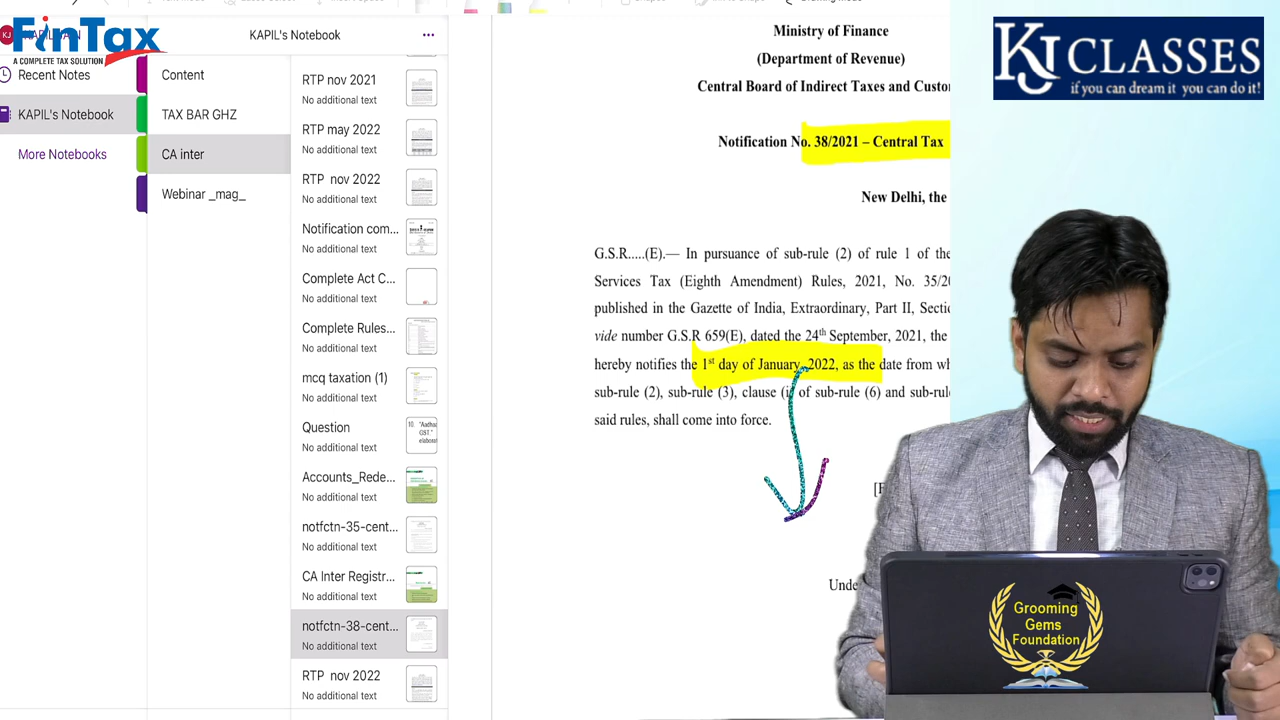 KAPIL's Notebook
FinTax
A COMPLETE TAX SOLUTION
Recent Notes
KAPIL's Notebook
More Notebooks
Content
TAX BAR GHZ
CA inter
Webinar _mag_
RTP nov 2021
No additional text
RTP may 2022
No additional text
RTP nov 2022
No additional text
Notification com...
No additional text
Complete Act C...
No additional text
Complete Rules...
No additional text
mcq taxation (1)
No additional text
Question
No additional text
Accounts_Rede...
No additional text
notfctn-35-cent...
No additional text
CA Inter Registr...
No additional text
No additional text
RTP nov 2022
No additional text
Ministry of Finance
(Department of Revenue)
Central Board of Indirect Taxes and Custo
Notification No. 38/2021 – Central Tax
New Delhi, the
G.S.R.....(E).— In pursuance of sub-rule (2) of rule 1 of the
Services Tax (Eighth Amendment) Rules, 2021, No. 35/20
published in the Gazette of India, Extraordinary, Part II, Secti
vide number G.S.R 659(E), dated the 24th September, 2021, the
hereby notifies the 1st day of January, 2022, as the date from wh
sub-rule (2), sub-rule (3), clause (i) of sub-rule (6) and sub-rul
said rules, shall come into force.
Unde
KJ CLASSES
if you can dream it you can do it!
Grooming
Gems
Foundation